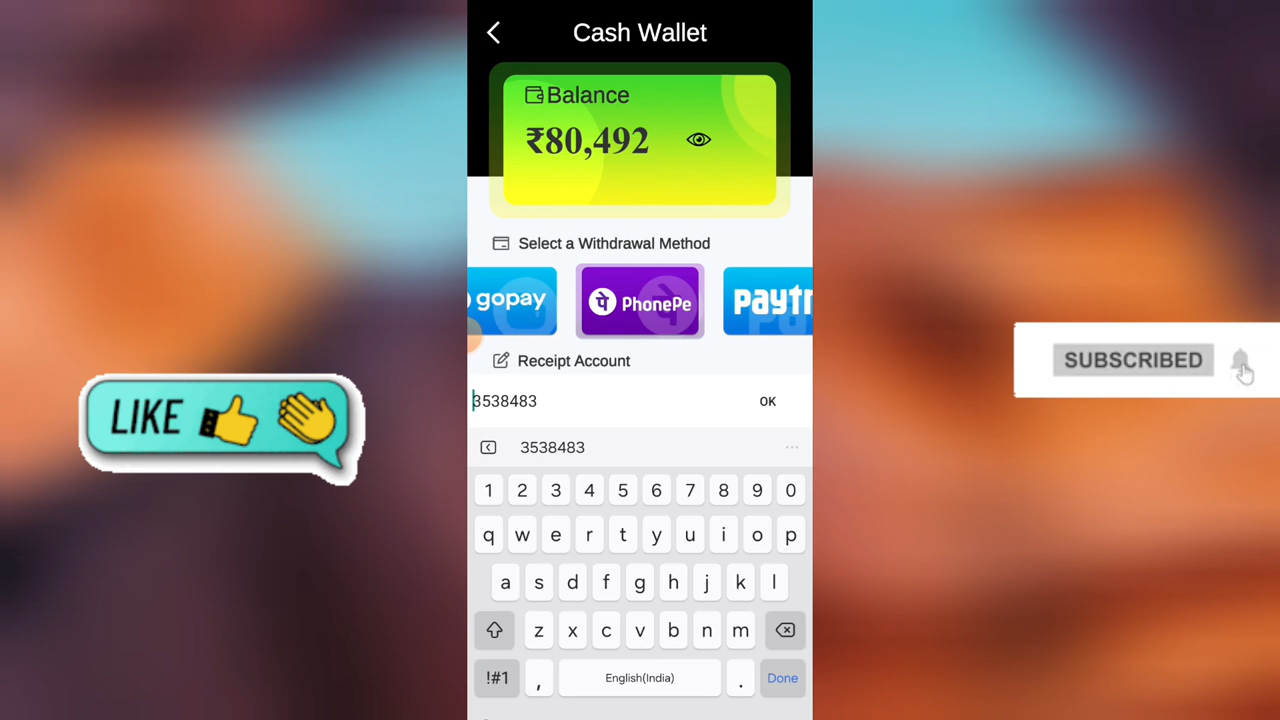 Cash Wallet
Balance
₹80,492
Select a Withdrawal Method
gopay
पे PhonePe
paytm
Receipt Account
3538483 OK
3538483 ...
1 2 3 4 5 6 7 8 9 0
q w e r t y u i o p
a s d f g h j k l
z x c v b n m
!#1 , English(India) . Done
LIKE
SUBSCRIBED